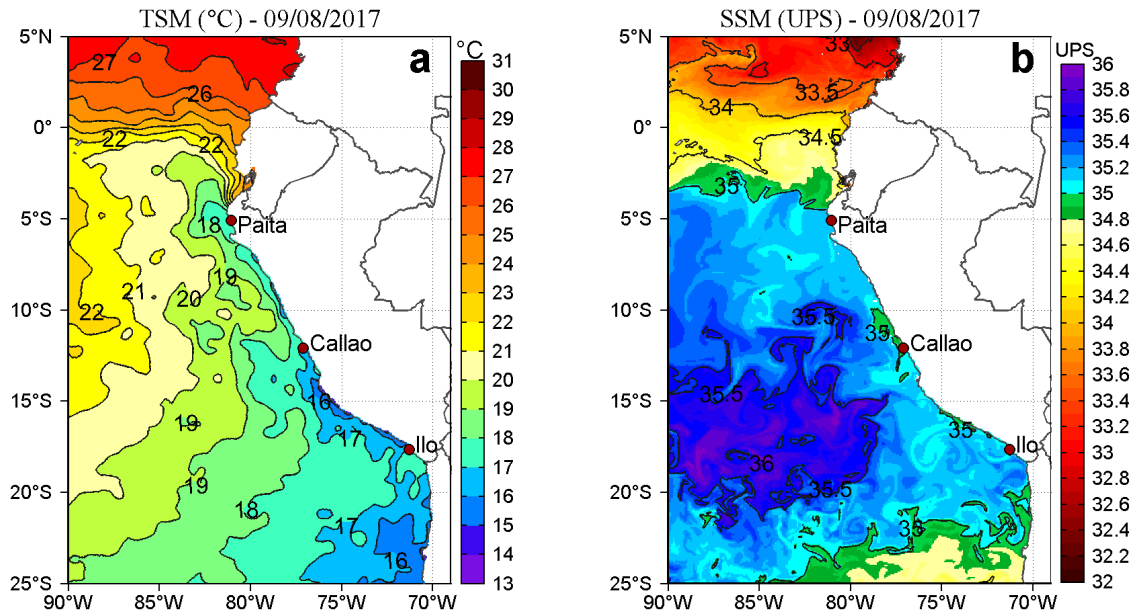 TSM (°C) - 09/08/2017
a
°C
5°N
0°
5°S
10°S
15°S
20°S
25°S
90°W
85°W
80°W
75°W
70°W
27
26
22
22
18
Paita
19
21
20
22
Callao
16
19
17
Ilo
19
18
17
16
31
30
29
28
27
26
25
24
23
22
21
20
19
18
17
16
15
14
13
SSM (UPS) - 09/08/2017
b
UPS
5°N
0°
5°S
10°S
15°S
20°S
25°S
90°W
85°W
80°W
75°W
70°W
33
33.5
34
34.5
35
Paita
35.5
35
Callao
35.5
35
Ilo
36
35.5
35
36
35.8
35.6
35.4
35.2
35
34.8
34.6
34.4
34.2
34
33.8
33.6
33.4
33.2
33
32.8
32.6
32.4
32.2
32